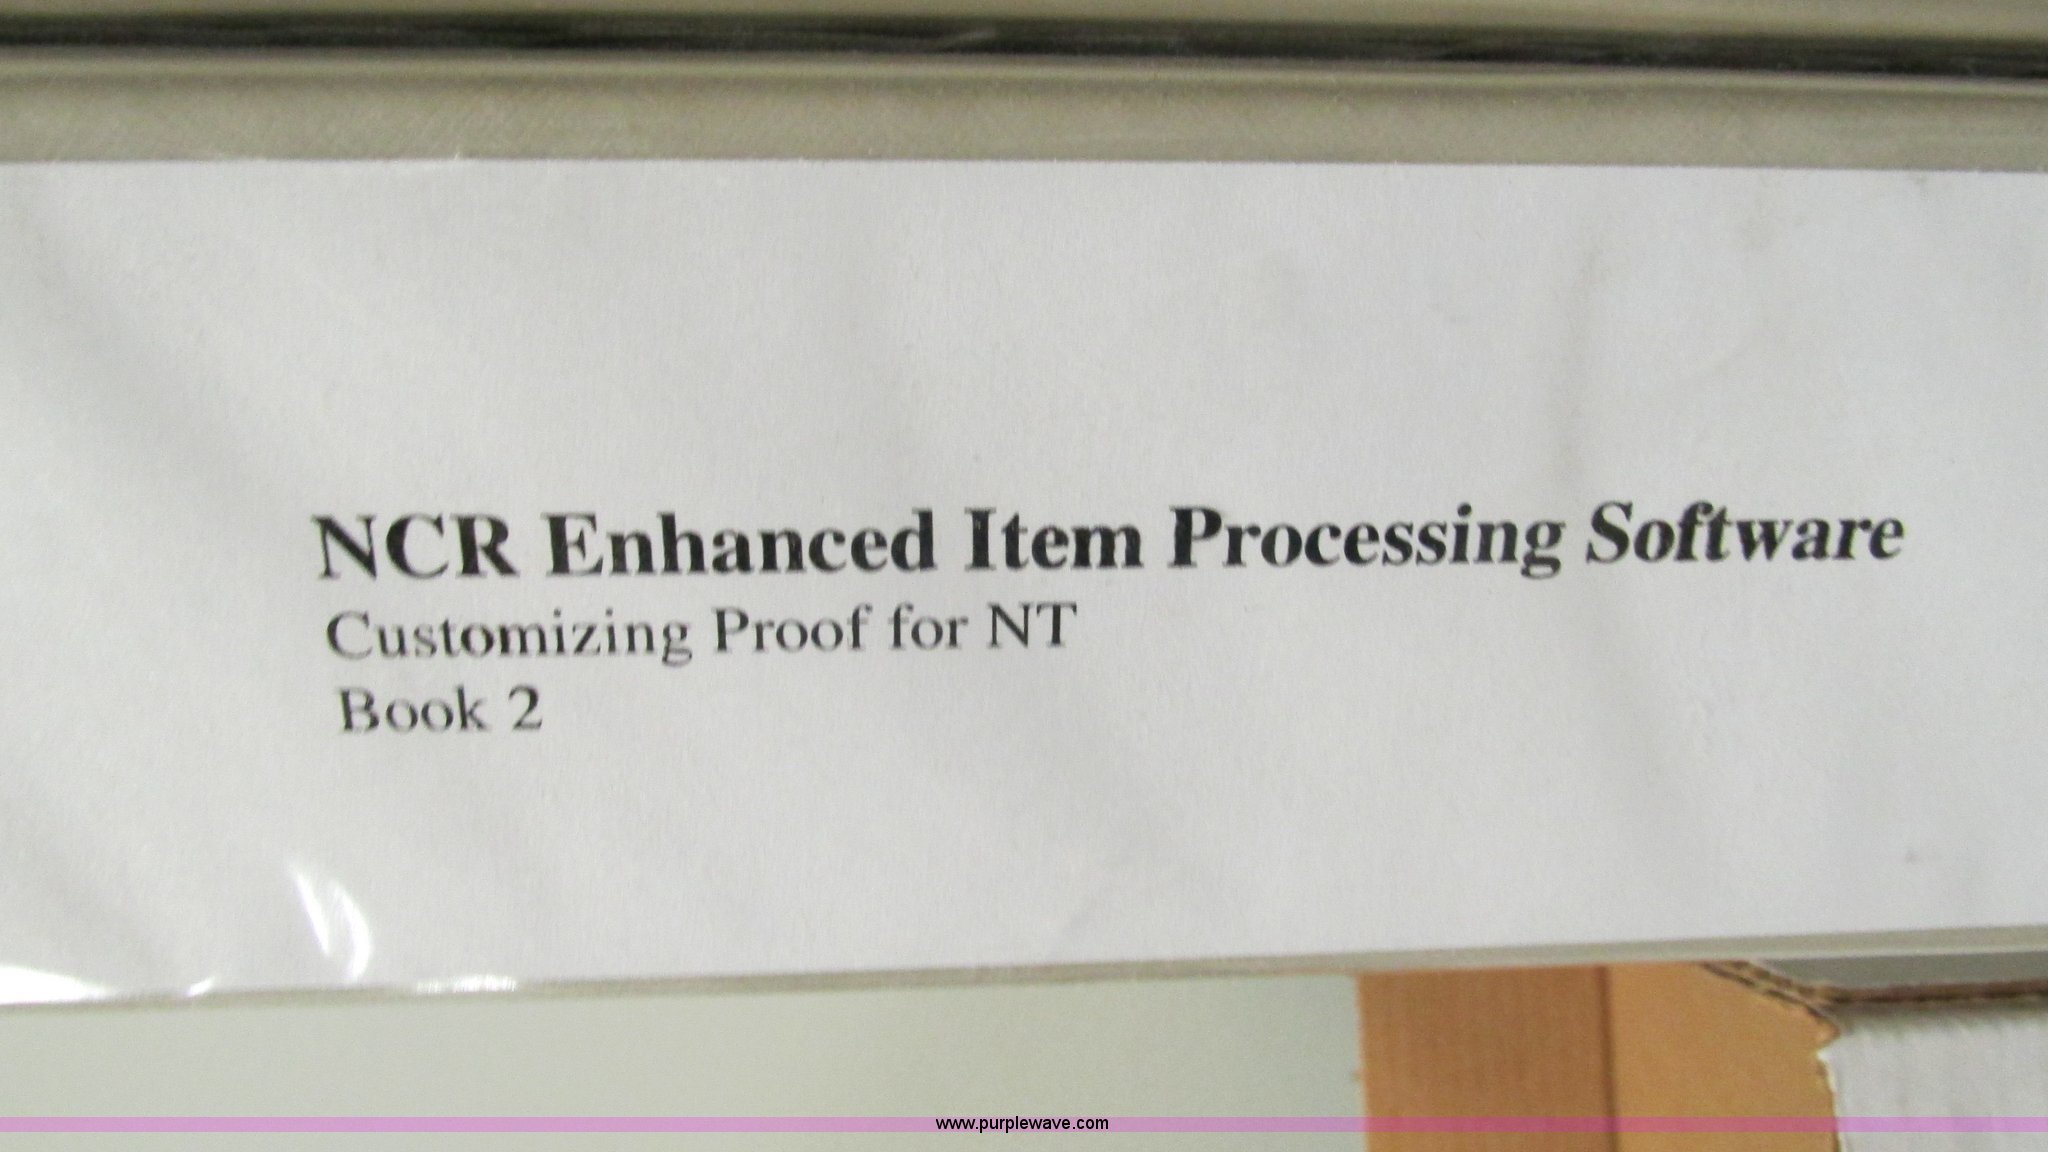 NCR Enhanced Item Processing Software
Customizing Proof for NT
Book 2
www.purplewave.com